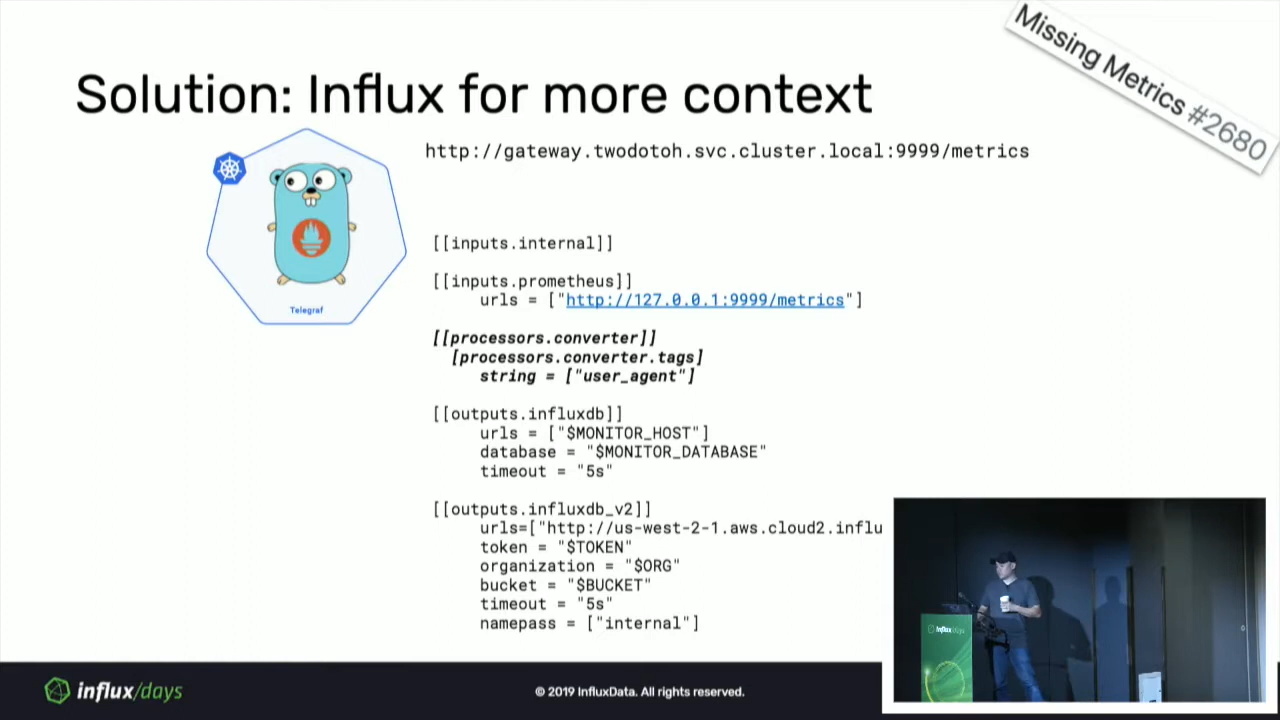 Missing Metrics #2680
Solution: Influx for more context
http://gateway.twodotoh.svc.cluster.local:9999/metrics
Telegraf
[[inputs.internal]]
[[inputs.prometheus]]
urls = ["http://127.0.0.1:9999/metrics"]
[[processors.converter]]
[processors.converter.tags]
string = ["user_agent"]
[[outputs.influxdb]]
urls = ["$MONITOR_HOST"]
database = "$MONITOR_DATABASE"
timeout = "5s"
[[outputs.influxdb_v2]]
urls=["http://us-west-2-1.aws.cloud2.influ
token = "$TOKEN"
organization = "$ORG"
bucket = "$BUCKET"
timeout = "5s"
namepass = ["internal"]
influx/days
influx/days
© 2019 InfluxData. All rights reserved.